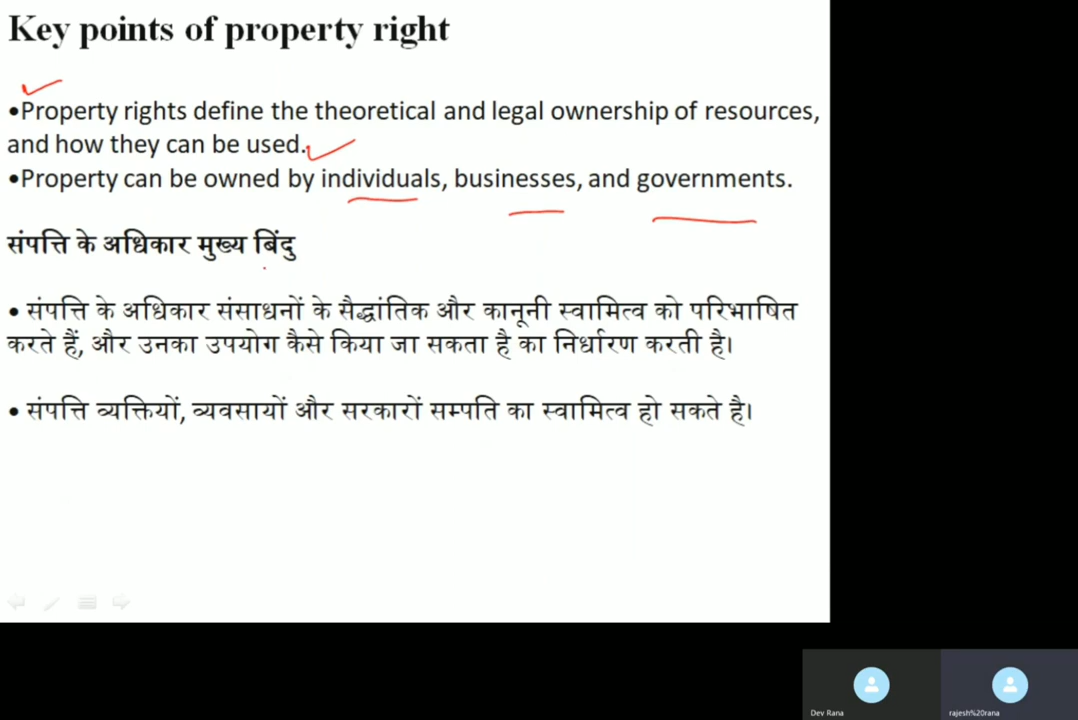 Key points of property right
•Property rights define the theoretical and legal ownership of resources,
and how they can be used.
•Property can be owned by individuals, businesses, and governments.
संपत्ति के अधिकार मुख्य बिंदु
• संपत्ति के अधिकार संसाधनों के सैद्धांतिक और कानूनी स्वामित्व को परिभाषित
करते हैं, और उनका उपयोग कैसे किया जा सकता है का निर्धारण करती है।
• संपत्ति व्यक्तियों, व्यवसायों और सरकारों सम्पति का स्वामित्व हो सकते है।
Dev Rana
rajesh%20rana